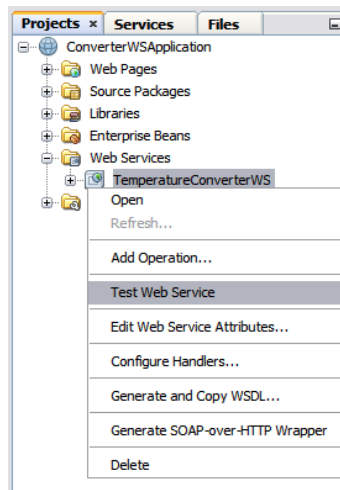 Projects × Services Files
ConverterWSApplication
Web Pages
Source Packages
Libraries
Enterprise Beans
Web Services
TemperatureConverterWS
Open
Refresh...
Add Operation...
Test Web Service
Edit Web Service Attributes...
Configure Handlers...
Generate and Copy WSDL...
Generate SOAP-over-HTTP Wrapper
Delete